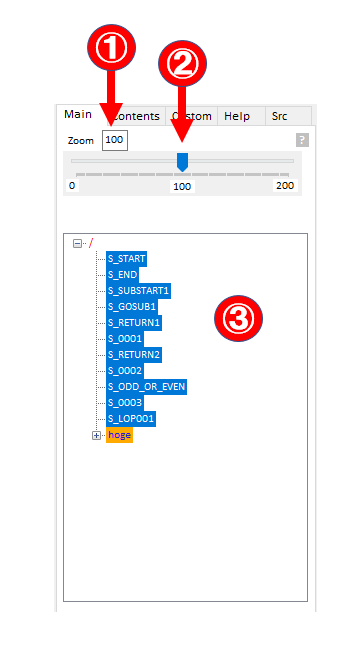 ① ②
Main Contents Custom Help Src
Zoom 100 ?
0 100 200
/
S_START
S_END
S_SUBSTART1
S_GOSUB1
③
S_RETURN1
S_0001
S_RETURN2
S_0002
S_ODD_OR_EVEN
S_0003
S_LOP001
hoge